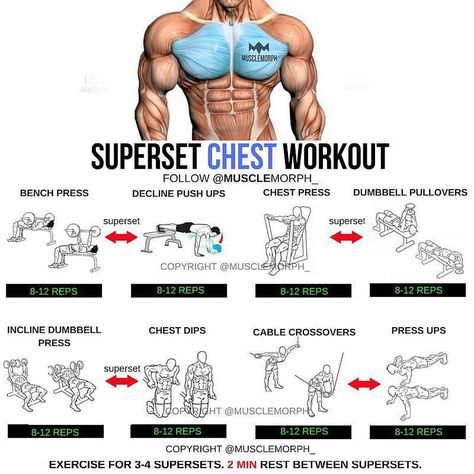 MUSCLEMORPH
SUPERSET CHEST WORKOUT
FOLLOW @MUSCLEMORPH_
BENCH PRESS
DECLINE PUSH UPS
CHEST PRESS
DUMBBELL PULLOVERS
superset
superset
COPYRIGHT @MUSCLEMORPH_
8-12 REPS
8-12 REPS
8-12 REPS
8-12 REPS
INCLINE DUMBBELL
PRESS
CHEST DIPS
CABLE CROSSOVERS
PRESS UPS
superset
COPYRIGHT @MUSCLEMORPH_
8-12 REPS
8-12 REPS
8-12 REPS
8-12 REPS
COPYRIGHT @MUSCLEMORPH_
EXERCISE FOR 3-4 SUPERSETS. 2 MIN REST BETWEEN SUPERSETS.